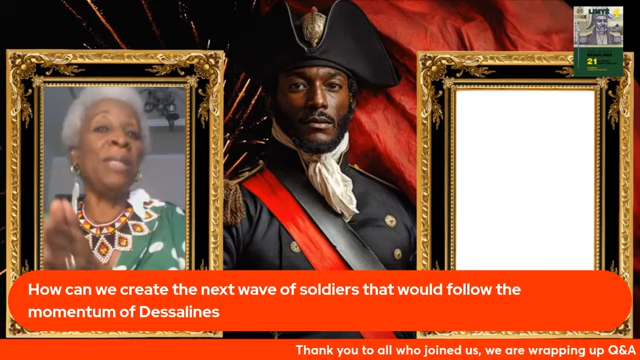 LIMYÈ
21
How can we create the next wave of soldiers that would follow the
momentum of Dessalines
Thank you to all who joined us, we are wrapping up Q&A